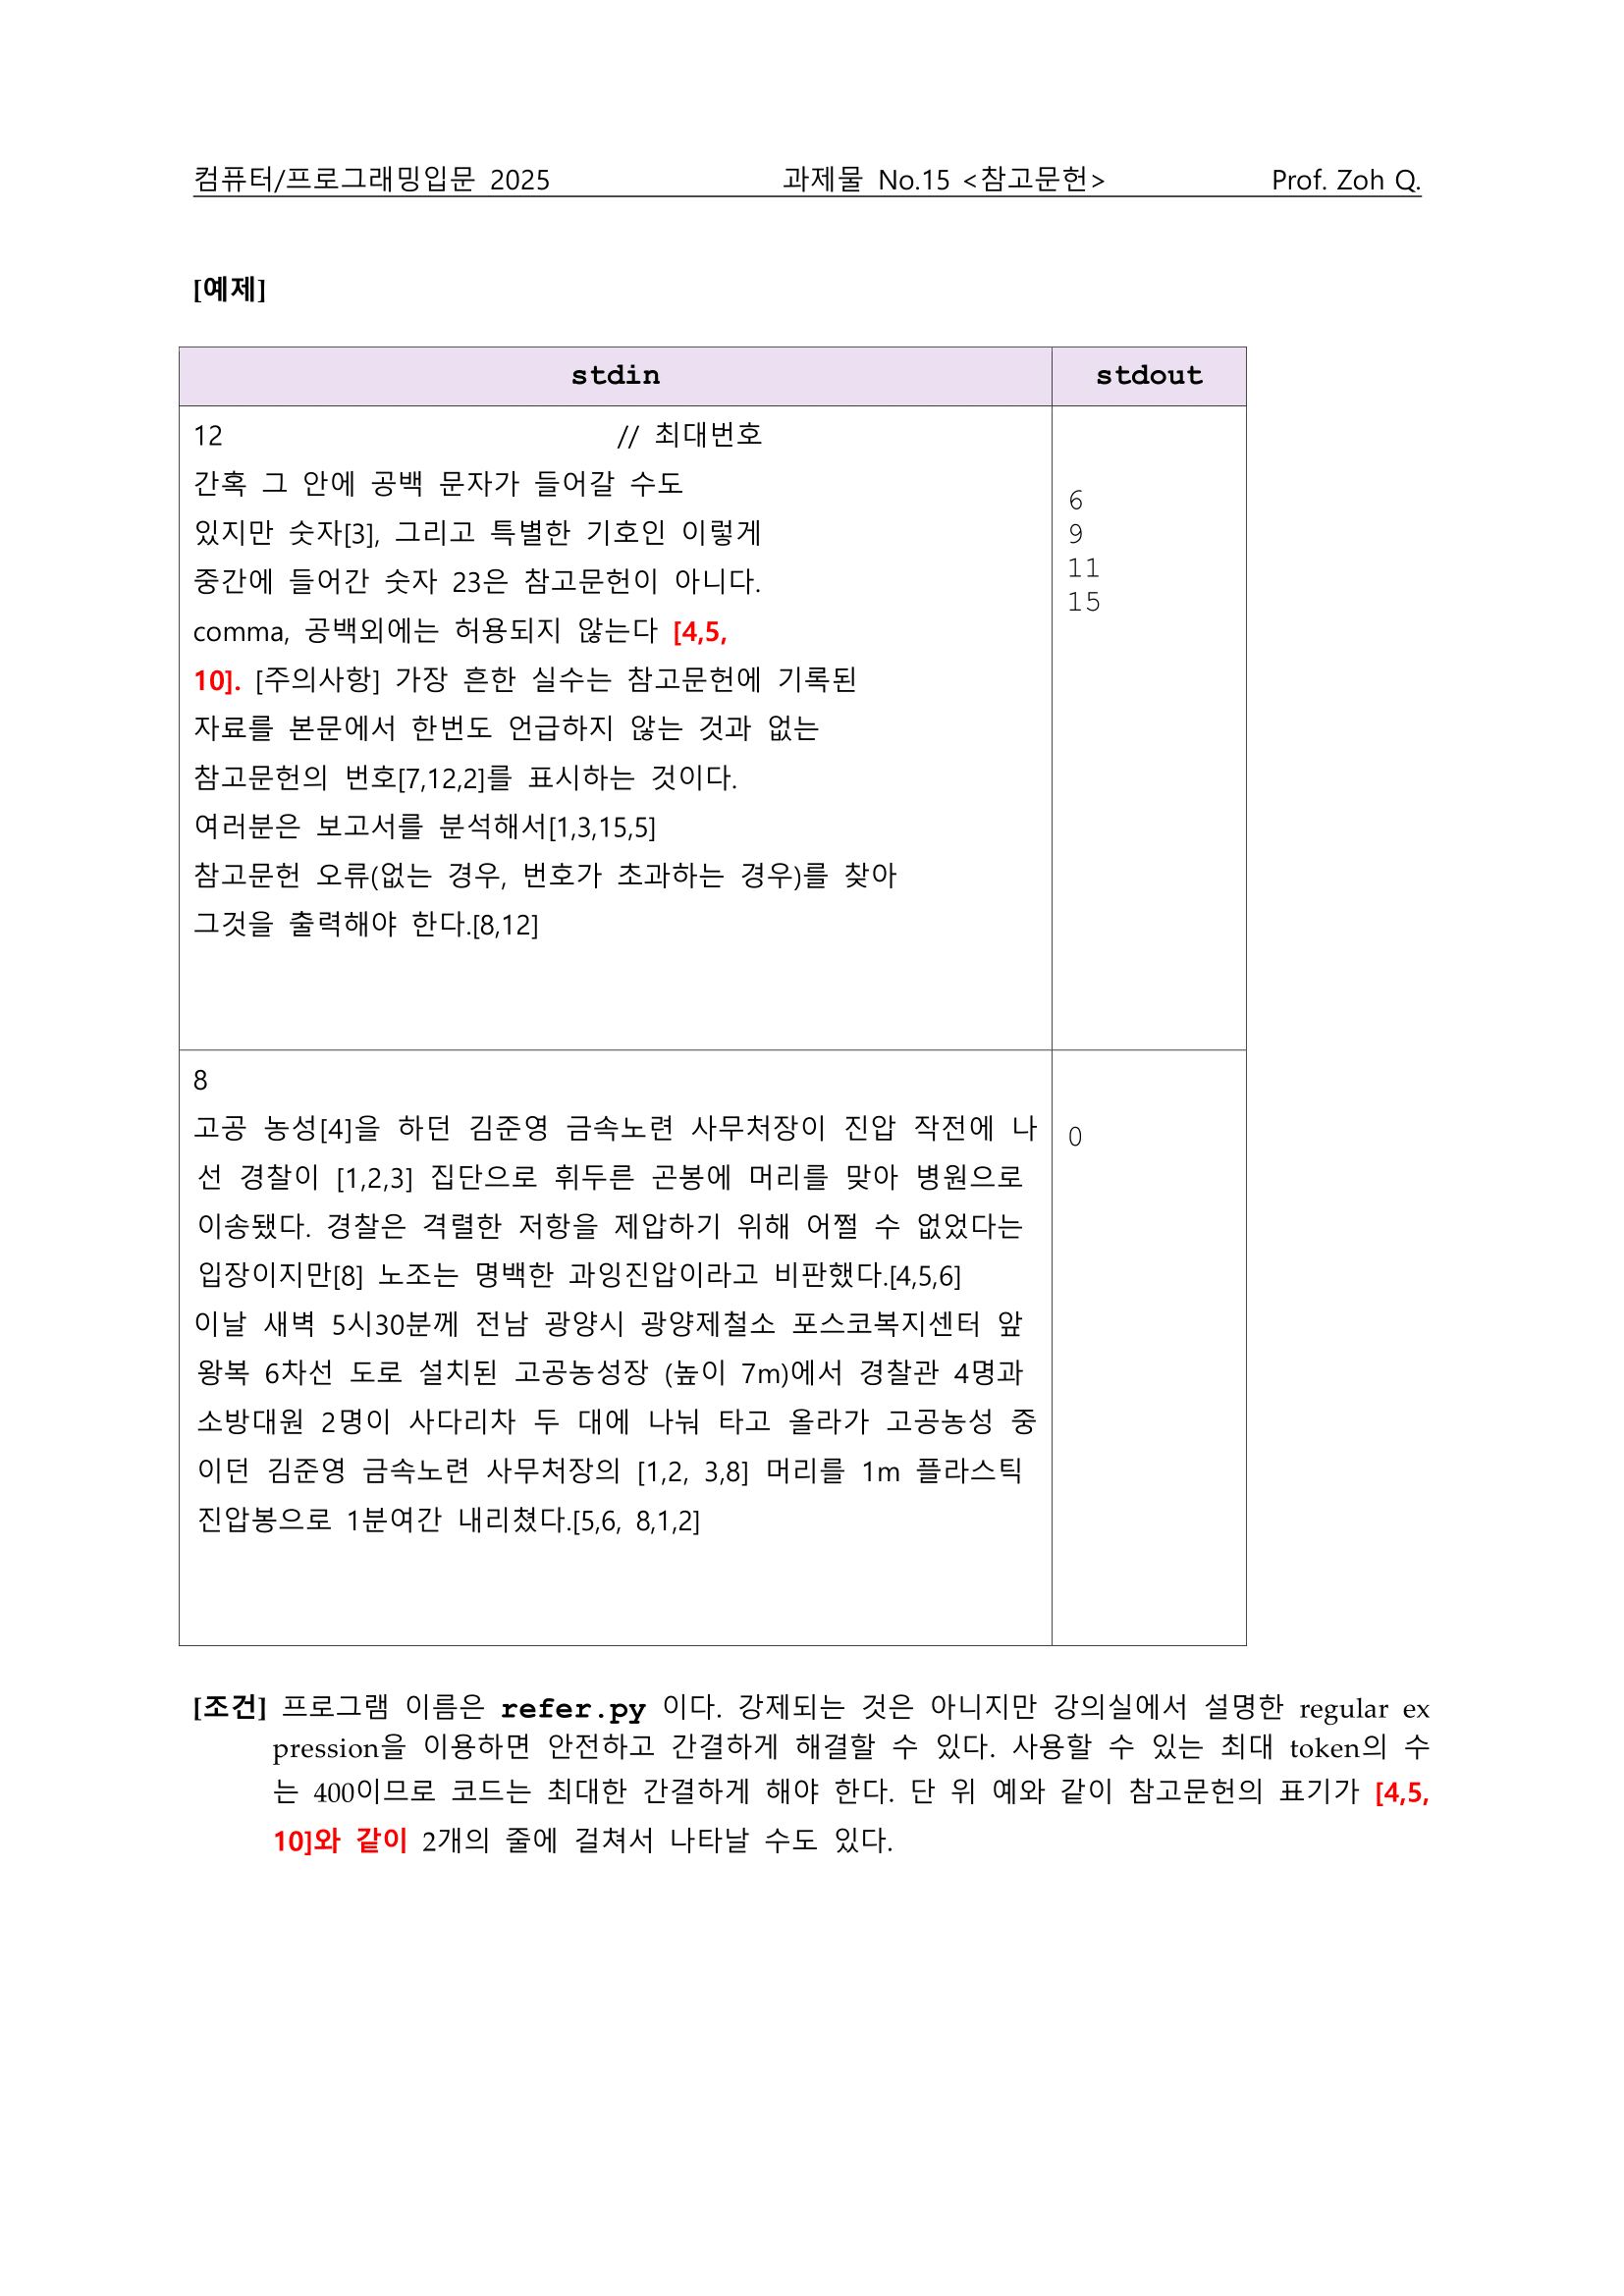 컴퓨터/프로그래밍입문 2025 과제물 No.15 <참고문헌> Prof. Zoh Q.
[예제]
stdin stdout
12 // 최대번호
간혹 그 안에 공백 문자가 들어갈 수도
있지만 숫자[3], 그리고 특별한 기호인 이렇게
중간에 들어간 숫자 23은 참고문헌이 아니다.
comma, 공백외에는 허용되지 않는다 [4,5,
10]. [주의사항] 가장 흔한 실수는 참고문헌에 기록된
자료를 본문에서 한번도 언급하지 않는 것과 없는
참고문헌의 번호[7,12,2]를 표시하는 것이다.
여러분은 보고서를 분석해서[1,3,15,5]
참고문헌 오류(없는 경우, 번호가 초과하는 경우)를 찾아
그것을 출력해야 한다.[8,12]
6
9
11
15
8
고공 농성[4]을 하던 김준영 금속노련 사무처장이 진압 작전에 나
선 경찰이 [1,2,3] 집단으로 휘두른 곤봉에 머리를 맞아 병원으로
이송됐다. 경찰은 격렬한 저항을 제압하기 위해 어쩔 수 없었다는
입장이지만[8] 노조는 명백한 과잉진압이라고 비판했다.[4,5,6]
이날 새벽 5시30분께 전남 광양시 광양제철소 포스코복지센터 앞
왕복 6차선 도로 설치된 고공농성장 (높이 7m)에서 경찰관 4명과
소방대원 2명이 사다리차 두 대에 나눠 타고 올라가 고공농성 중
이던 김준영 금속노련 사무처장의 [1,2, 3,8] 머리를 1m 플라스틱
진압봉으로 1분여간 내리쳤다.[5,6, 8,1,2]
0
[조건] 프로그램 이름은 refer.py 이다. 강제되는 것은 아니지만 강의실에서 설명한 regular ex
pression을 이용하면 안전하고 간결하게 해결할 수 있다. 사용할 수 있는 최대 token의 수
는 400이므로 코드는 최대한 간결하게 해야 한다. 단 위 예와 같이 참고문헌의 표기가 [4,5,
10]와 같이 2개의 줄에 걸쳐서 나타날 수도 있다.